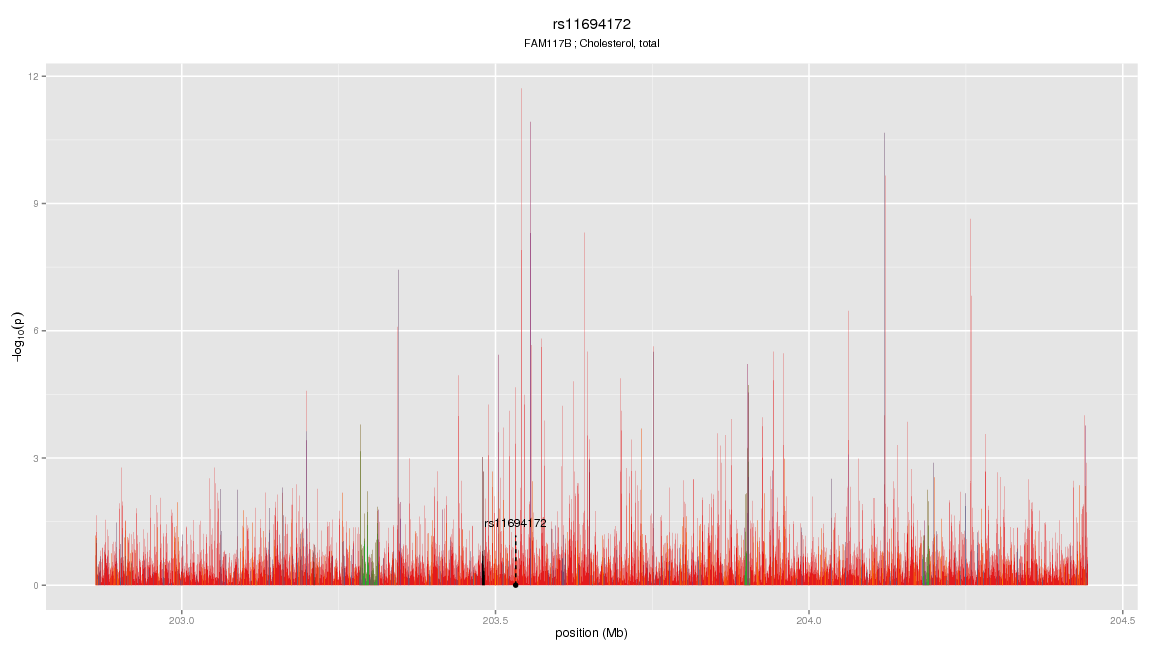 rs11694172
FAM117B ; Cholesterol, total
12
9
6
3
0
−log10(p)
rs11694172
203.0
203.5
204.0
204.5
position (Mb)